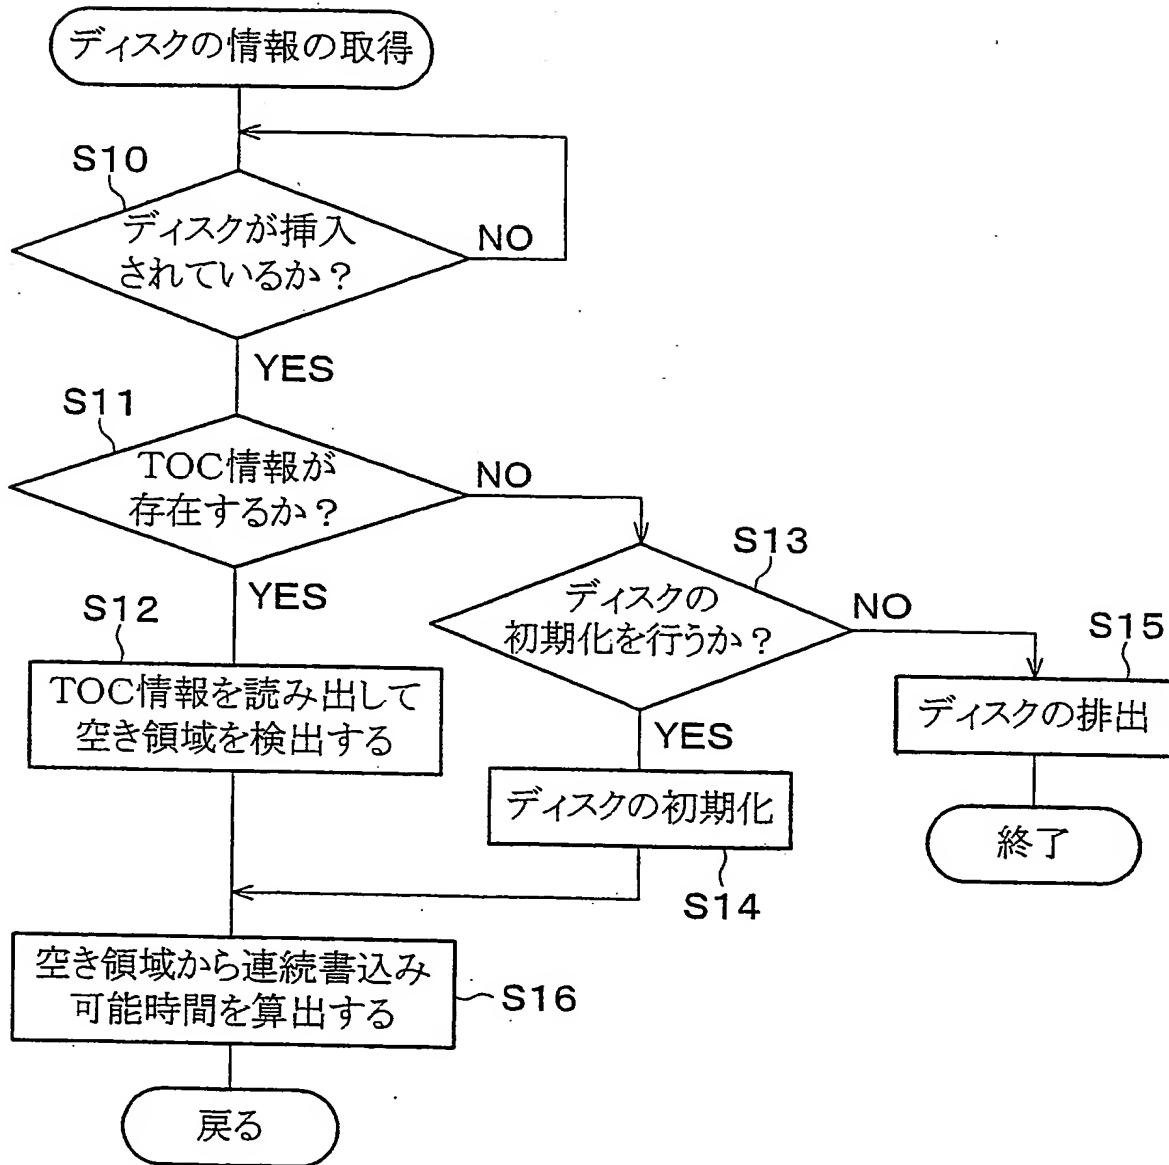 ディスクの情報の取得
S10
ディスクが挿入
されているか？
NO
YES
S11
TOC情報が
存在するか？
NO
YES
S13
ディスクの
初期化を行うか？
NO
YES
S12
TOC情報を読み出して
空き領域を検出する
S15
ディスクの排出
ディスクの初期化
S14
終了
空き領域から連続書込み
可能時間を算出する
S16
戻る